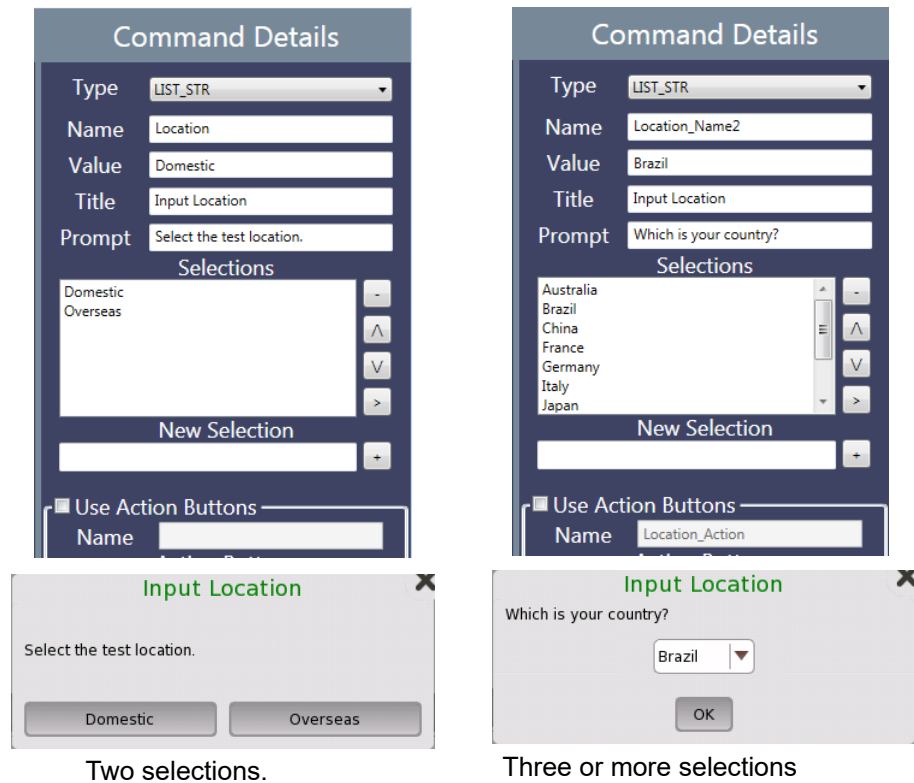 Command Details
Type LIST_STR
Name Location
Value Domestic
Title Input Location
Prompt Select the test location.
Selections
Domestic
Overseas
-
Λ
V
>
New Selection
+
Use Action Buttons
Name
Input Location
X
Select the test location.
Domestic Overseas
Two selections.
Command Details
Type LIST_STR
Name Location_Name2
Value Brazil
Title Input Location
Prompt Which is your country?
Selections
Australia
Brazil
China
France
Germany
Italy
Japan
-
Λ
V
>
New Selection
+
Use Action Buttons
Name Location_Action
Input Location
X
Which is your country?
Brazil
OK
Three or more selections